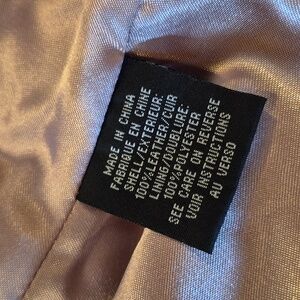 MADE IN CHINA
FABRIQUE EN CHINE
SHELL/EXTERIEUR:
100%LEATHER/CUIR
LINING/DOUBLURE:
100%POLYESTER
SEE CARE ON REVERSE
VOIR INSTRUCTIONS
AU VERSO